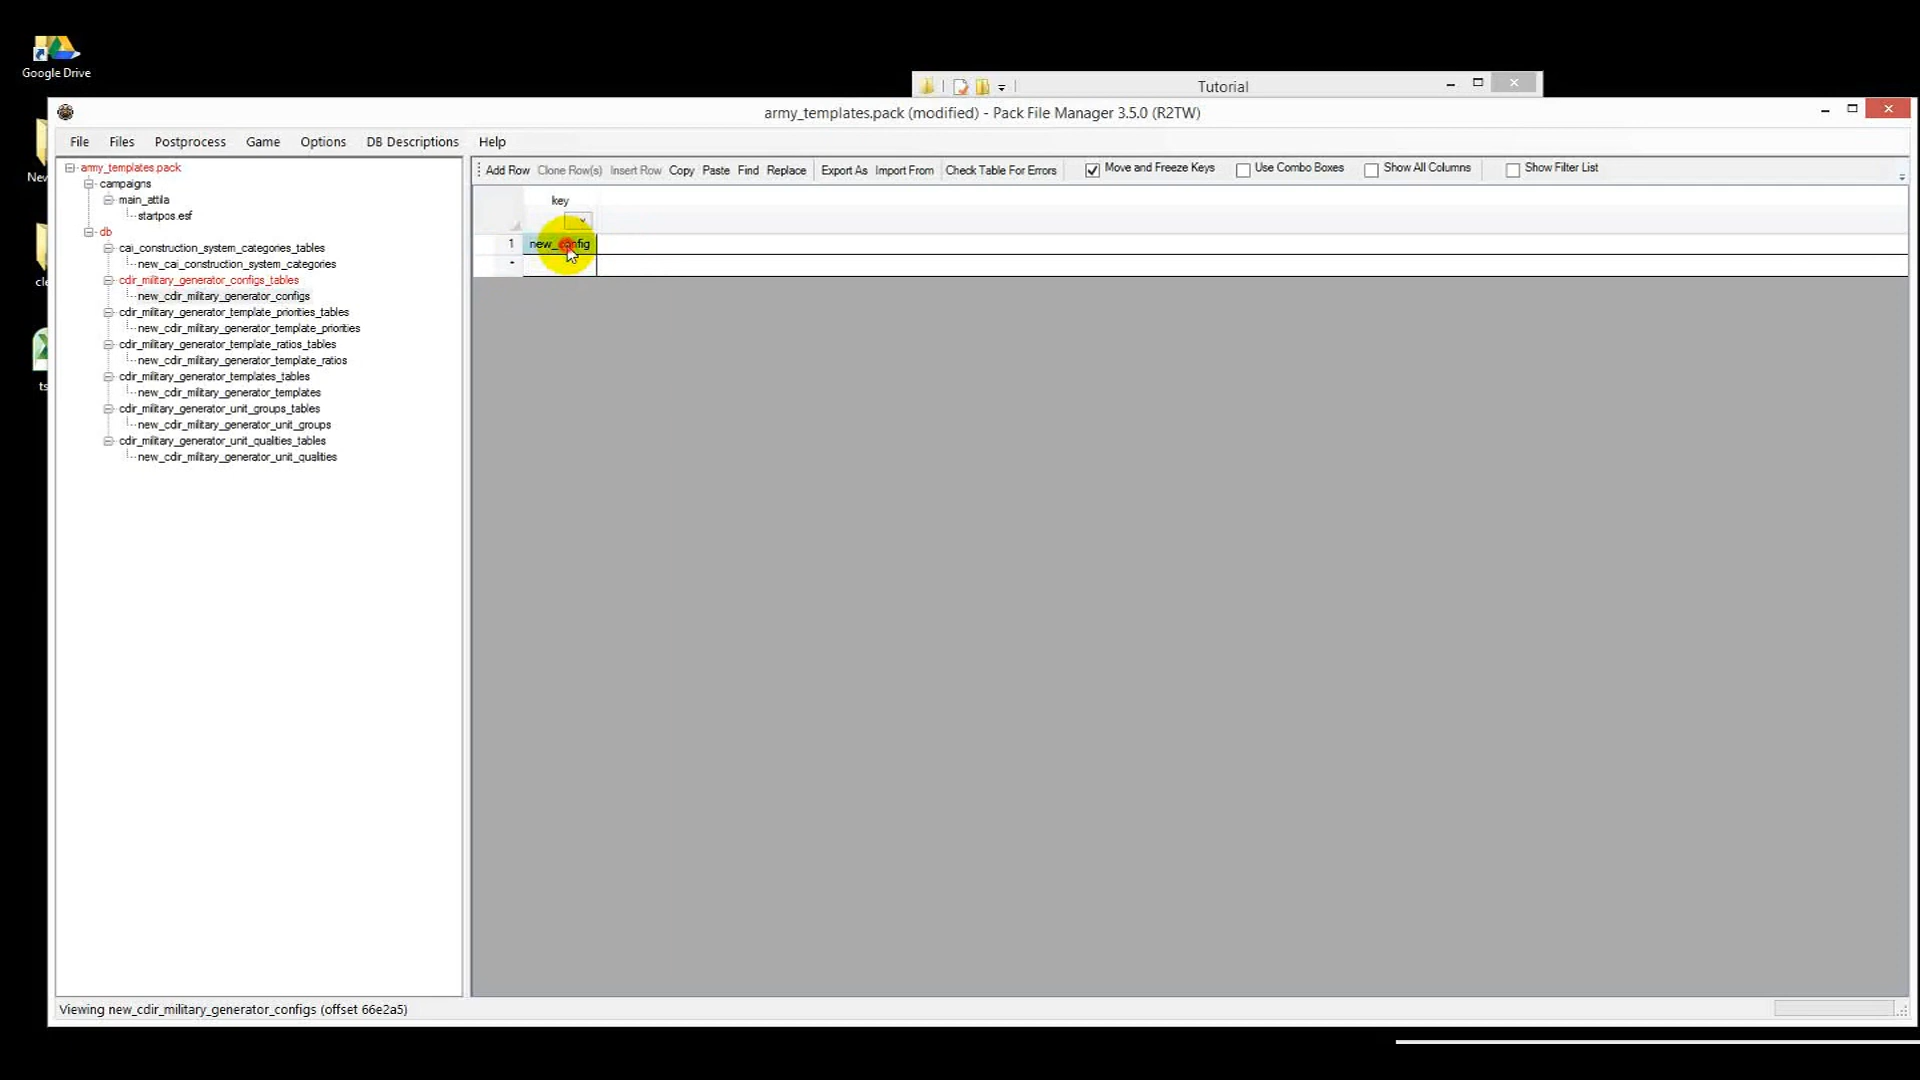 Google Drive
Tutorial
army_templates.pack (modified) - Pack File Manager 3.5.0 (R2TW)
File Files Postprocess Game Options DB Descriptions Help
Add Row Clone Row(s) Insert Row Copy Paste Find Replace Export As Import From Check Table For Errors Move and Freeze Keys Use Combo Boxes Show All Columns Show Filter List
army_templates.pack
campaigns
main_attila
startpos.esf
db
cai_construction_system_categories_tables
new_cai_construction_system_categories
cdir_military_generator_configs_tables
new_cdir_military_generator_configs
cdir_military_generator_template_priorities_tables
new_cdir_military_generator_template_priorities
cdir_military_generator_template_ratios_tables
new_cdir_military_generator_template_ratios
cdir_military_generator_templates_tables
new_cdir_military_generator_templates
cdir_military_generator_unit_groups_tables
new_cdir_military_generator_unit_groups
cdir_military_generator_unit_qualities_tables
new_cdir_military_generator_unit_qualities
key
1 new_config
New
cle
ts
Viewing new_cdir_military_generator_configs (offset 66e2a5)